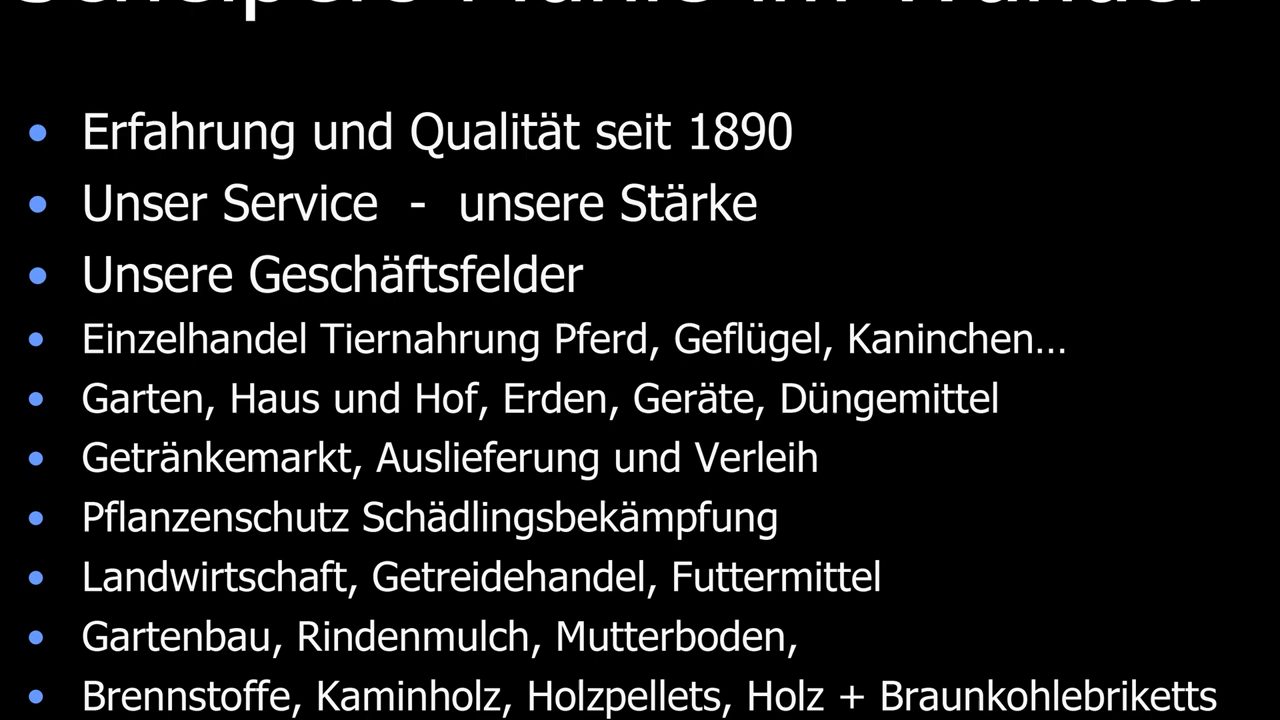 im Wandel
• Erfahrung und Qualität seit 1890
• Unser Service - unsere Stärke
• Unsere Geschäftsfelder
• Einzelhandel Tiernahrung Pferd, Geflügel, Kaninchen...
• Garten, Haus und Hof, Erden, Geräte, Düngemittel
• Getränkemarkt, Auslieferung und Verleih
• Pflanzenschutz Schädlingsbekämpfung
• Landwirtschaft, Getreidehandel, Futtermittel
• Gartenbau, Rindenmulch, Mutterboden,
• Brennstoffe, Kaminholz, Holzpellets, Holz + Braunkohlebriketts